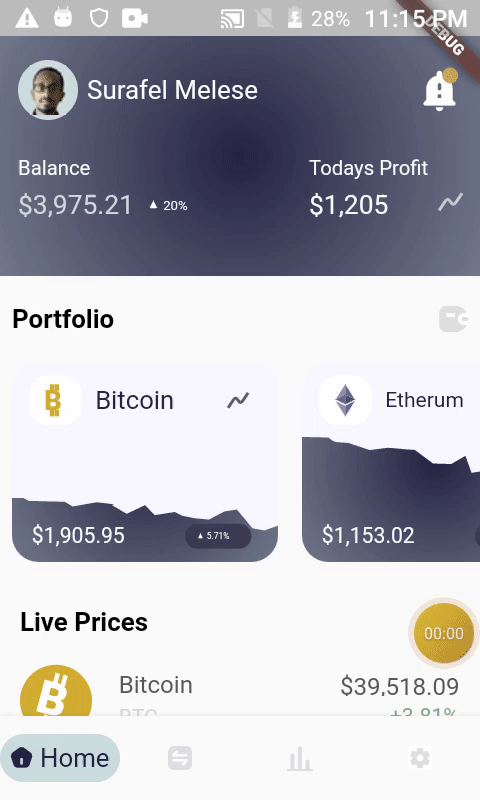 28% 11:15 PM
DEBUG
Surafel Melese
Balance
Todays Profit
$3,975.21 ▲ 20%
$1,205
Portfolio
Bitcoin
Etherum
$1,905.95 ▲ 5.71%
$1,153.02
Live Prices
00:00
Bitcoin
$39,518.09
BTC
+3.81%
Home